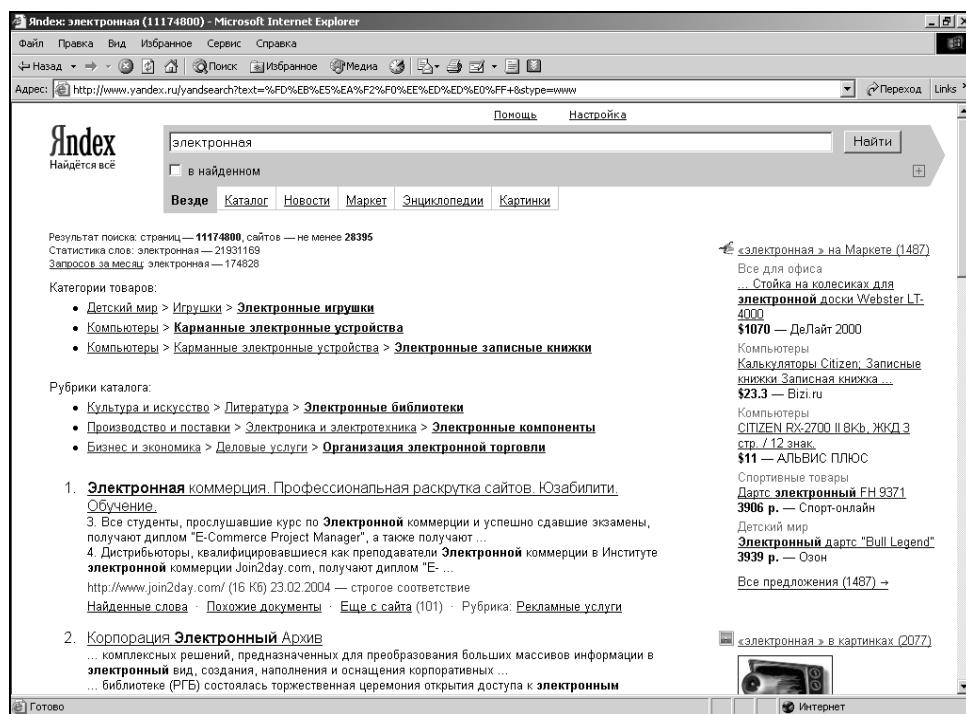 Яndex: электронная (11174800) - Microsoft Internet Explorer
Файл Правка Вид Избранное Сервис Справка
Назад Поиск Избранное Медиа
Адрес: http://www.yandex.ru/yandsearch?text=%FD%EB%E5%EA%F2%F0%EE%ED%ED%E0%FF+&stype=www Переход Links
Помощь Настройка
Яndex
Найдётся всё
электронная Найти
в найденном
Везде Каталог Новости Маркет Энциклопедии Картинки
Результат поиска: страниц — 11174800, сайтов — не менее 28395
Статистика слов: электронная — 21931169
Запросов за месяц: электронная — 174828
Категории товаров:
• Детский мир > Игрушки > Электронные игрушки
• Компьютеры > Карманные электронные устройства
• Компьютеры > Карманные электронные устройства > Электронные записные книжки
Рубрики каталога:
• Культура и искусство > Литература > Электронные библиотеки
• Производство и поставки > Электроника и электротехника > Электронные компоненты
• Бизнес и экономика > Деловые услуги > Организация электронной торговли
1. Электронная коммерция. Профессиональная раскрутка сайтов. Юзабилити.
Обучение.
3. Все студенты, прослушавшие курс по Электронной коммерции и успешно сдавшие экзамены,
получают диплом "E-Commerce Project Manager", а также получают ...
4. Дистрибьюторы, квалифицировавшиеся как преподаватели Электронной коммерции в Институте
электронной коммерции Join2day.com, получают диплом "E- ...
http://www.join2day.com/ (16 Кб) 23.02.2004 — строгое соответствие
Найденные слова · Похожие документы · Еще с сайта (101) · Рубрика: Рекламные услуги
2. Корпорация Электронный Архив
... комплексных решений, предназначенных для преобразования больших массивов информации в
электронный вид, создания, наполнения и оснащения корпоративных ...
... библиотеке (РГБ) состоялась торжественная церемония открытия доступа к электронным
«электронная » на Маркете (1487)
Все для офиса
... Стойка на колесиках для
электронной доски Webster LT-
4000
$1070 — ДеЛайт 2000
Компьютеры
Калькуляторы Citizen; Записные
книжки Записная книжка ...
$23.3 — Bizi.ru
Компьютеры
CITIZEN RX-2700 II 8Kb, ЖКД 3
стр. / 12 знак.
$11 — АЛЬВИС ПЛЮС
Спортивные товары
Дартс электронный FH 9371
3906 р. — Спорт-онлайн
Детский мир
Электронный дартс "Bull Legend"
3939 р. — Озон
Все предложения (1487) →
«электронная » в картинках (2077)
Готово Интернет